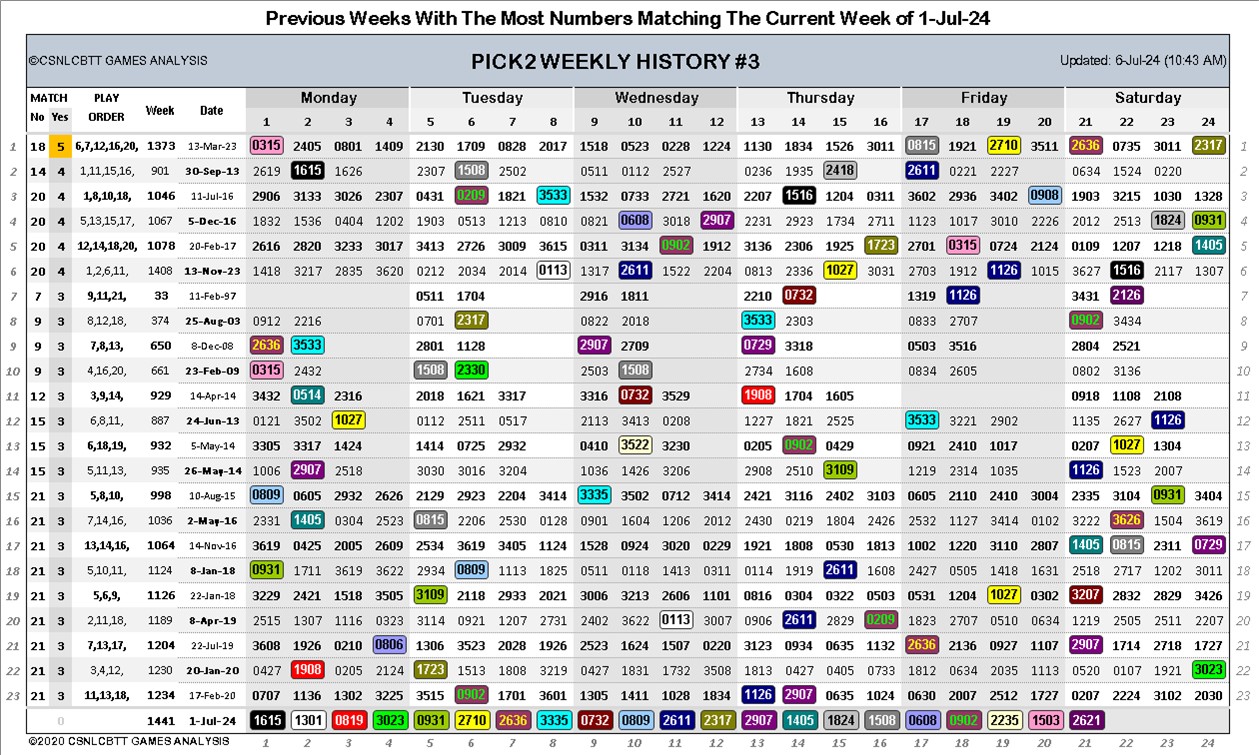 Previous Weeks With The Most Numbers Matching The Current Week of 1-Jul-24
©CSNLCBTT GAMES ANALYSIS PICK2 WEEKLY HISTORY #3 Updated: 6-Jul-24 (10:43 AM)
MATCH PLAY Week Date Monday Tuesday Wednesday Thursday Friday Saturday
No Yes ORDER 1 2 3 4 5 6 7 8 9 10 11 12 13 14 15 16 17 18 19 20 21 22 23 24
1 18 5 6,7,12,16,20, 1373 13-Mar-23 0315 2405 0801 1409 2130 1709 0828 2017 1518 0523 0228 1224 1130 1834 1526 3011 0815 1921 2710 3511 2636 0735 3011 2317 1
2 14 4 1,11,15,16, 901 30-Sep-13 2619 1615 1626 2307 1508 2502 0511 0112 2527 0236 1935 2418 2611 0221 2227 0634 1524 0220 2
3 20 4 1,8,10,18, 1046 11-Jul-16 2906 3133 3026 2307 0431 0209 1821 3533 1532 0733 2721 1620 2707 1516 1204 0311 3602 2936 3402 0908 1903 3215 1030 1328 3
4 20 4 5,13,15,17, 1067 5-Dec-16 1832 1536 0404 1202 1903 0513 1213 0810 0821 0608 3018 2907 2231 2923 1734 2711 1123 1017 3010 2226 2012 2513 1824 0931 4
5 20 4 12,14,18,20, 1078 20-Feb-17 2616 2820 3233 3017 3413 2726 3009 3615 0311 3134 0902 1912 3136 2306 1925 1723 2701 0315 0724 2124 0109 1207 1218 1405 5
6 20 4 1,2,6,11, 1408 13-Nov-23 1418 3217 2835 3620 0212 2034 2014 0113 1317 2611 1522 2204 0813 2336 1027 3031 2703 1912 1126 1015 3627 1516 2117 1307 6
7 7 3 9,11,21, 33 11-Feb-97 0511 1704 2916 1811 2210 0732 1319 1126 3431 2126 7
8 9 3 8,12,18, 374 25-Aug-03 0912 2216 0701 2317 0822 2018 3533 2303 0833 2707 0902 3434 8
9 9 3 7,8,13, 650 8-Dec-08 2636 3533 2801 1128 2907 2709 0729 3318 0503 3516 2804 2521 9
10 9 3 4,16,20, 661 23-Feb-09 0315 2432 1508 2330 2503 1508 2734 1608 0834 2605 0802 3136 10
11 12 3 3,9,14, 929 14-Apr-14 3432 0514 2316 2018 1621 3317 3316 0732 3529 1908 1704 1605 0918 1108 2108 11
12 15 3 6,8,11, 887 24-Jun-13 0121 3502 1027 0112 2511 0517 2113 3413 0208 1227 1821 2525 3533 3221 2902 1135 2627 1126 12
13 15 3 6,18,19, 932 5-May-14 3305 3317 1424 1414 0725 2932 0410 3522 3230 0205 0902 0429 0921 2410 1017 0207 1027 1304 13
14 15 3 5,11,13, 935 26-May-14 1006 2907 2518 3030 3016 3204 1036 1426 3206 2908 2510 3109 1219 2314 1035 1126 1523 2007 14
15 21 3 5,8,10, 998 10-Aug-15 0809 0605 2932 2626 2129 2923 2204 3414 3335 3502 0712 3414 2421 3116 2402 3103 0605 2110 2410 3004 2335 3104 0931 3404 15
16 21 3 7,14,16, 1036 2-May-16 2331 1405 0304 2523 0815 2206 2530 0128 0901 1604 1206 2012 2430 0219 1804 2426 2532 1127 3414 0102 3222 3626 1504 3619 16
17 21 3 13,14,16, 1064 14-Nov-16 3619 0425 2005 2609 2534 3619 3405 1124 1528 0924 3020 0229 1921 1808 0530 1813 1002 1220 3110 2807 1405 0815 2311 0729 17
18 21 3 5,10,11, 1124 8-Jan-18 0931 1711 3619 3622 2934 0809 1113 1825 0511 0118 1413 0311 1114 1515 2611 1608 2427 0505 1418 1631 2518 2717 1202 3011 18
19 21 3 5,6,9, 1126 22-Jan-18 3229 2421 1518 3505 3109 2118 2933 2021 3006 3213 2606 1101 0816 0304 0322 0503 0531 1204 1027 0302 3207 2832 2829 3426 19
20 21 3 2,11,18, 1189 8-Apr-19 2515 1307 1116 0323 3114 0921 1207 2731 2402 3622 0113 3007 0906 2611 2829 0209 1823 2707 0510 0634 1219 2505 2511 2207 20
21 21 3 7,13,17, 1204 22-Jul-19 3608 1926 0210 0806 1306 3523 2028 1926 2523 1624 1507 0220 3123 0934 0635 1132 2636 2136 0927 1107 2907 1714 2718 1727 21
22 21 3 3,4,12, 1230 20-Jan-20 0427 1908 0205 2124 1723 1513 1808 3219 0427 1831 1732 3508 1813 0427 0405 0733 1812 0634 2035 1113 0520 0107 1921 3023 22
23 21 3 11,13,18, 1234 17-Feb-20 0707 1136 1302 3225 3515 0902 1701 3601 1305 1411 1028 1834 1126 2907 0635 1024 0630 2007 2512 1727 0207 2224 3102 2030 23
0 1441 1-Jul-24 1615 1301 0819 3023 0931 2710 2636 3335 0732 0809 2611 2317 2907 1405 1824 1508 0608 0902 2235 1503 2621
©2020 CSNLCBTT GAMES ANALYSIS 1 2 3 4 5 6 7 8 9 10 11 12 13 14 15 16 17 18 19 20 21 22 23 24